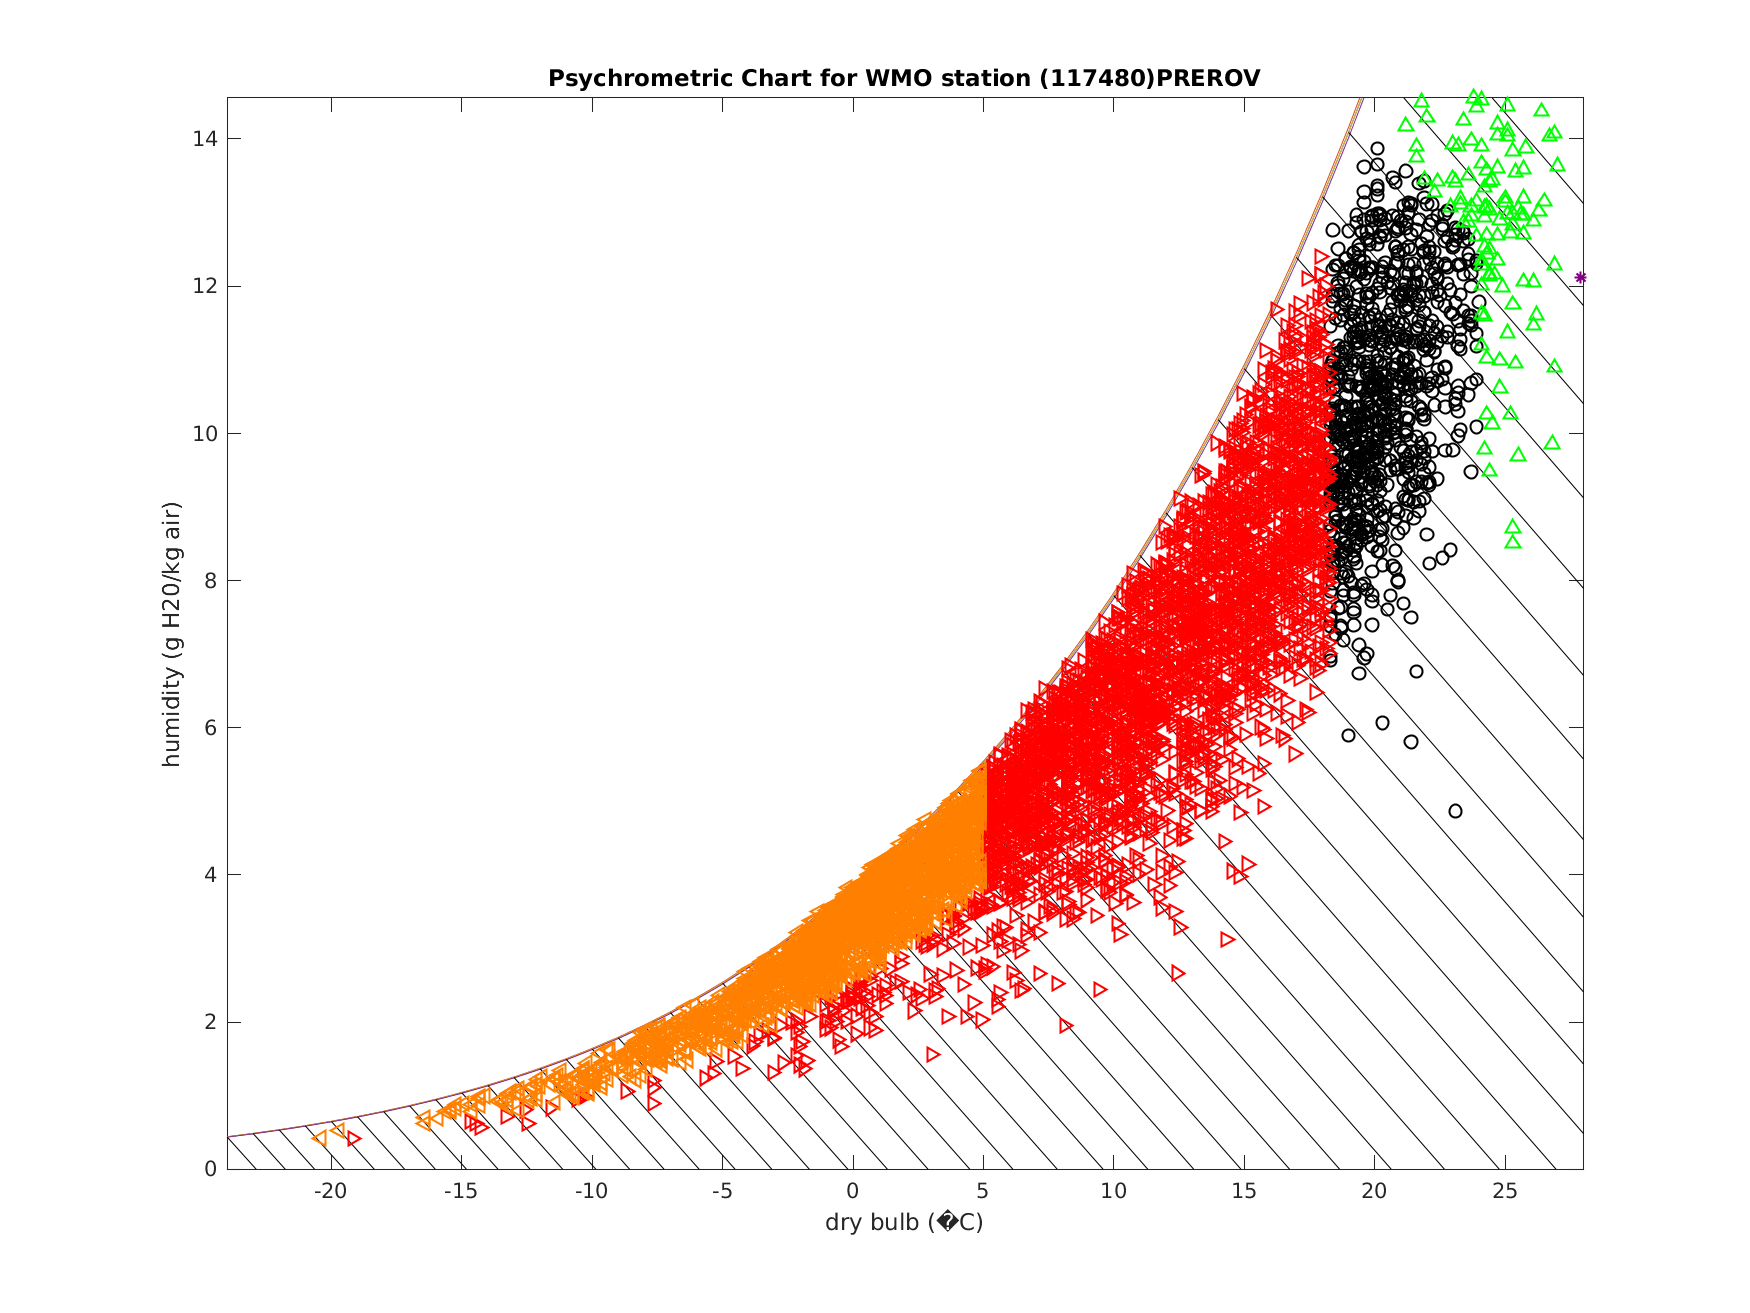 Psychrometric Chart for WMO station (117480)PREROV
humidity (g H20/kg air)
14
12
10
8
6
4
2
0
-20 -15 -10 -5 0 5 10 15 20 25
dry bulb (�C)